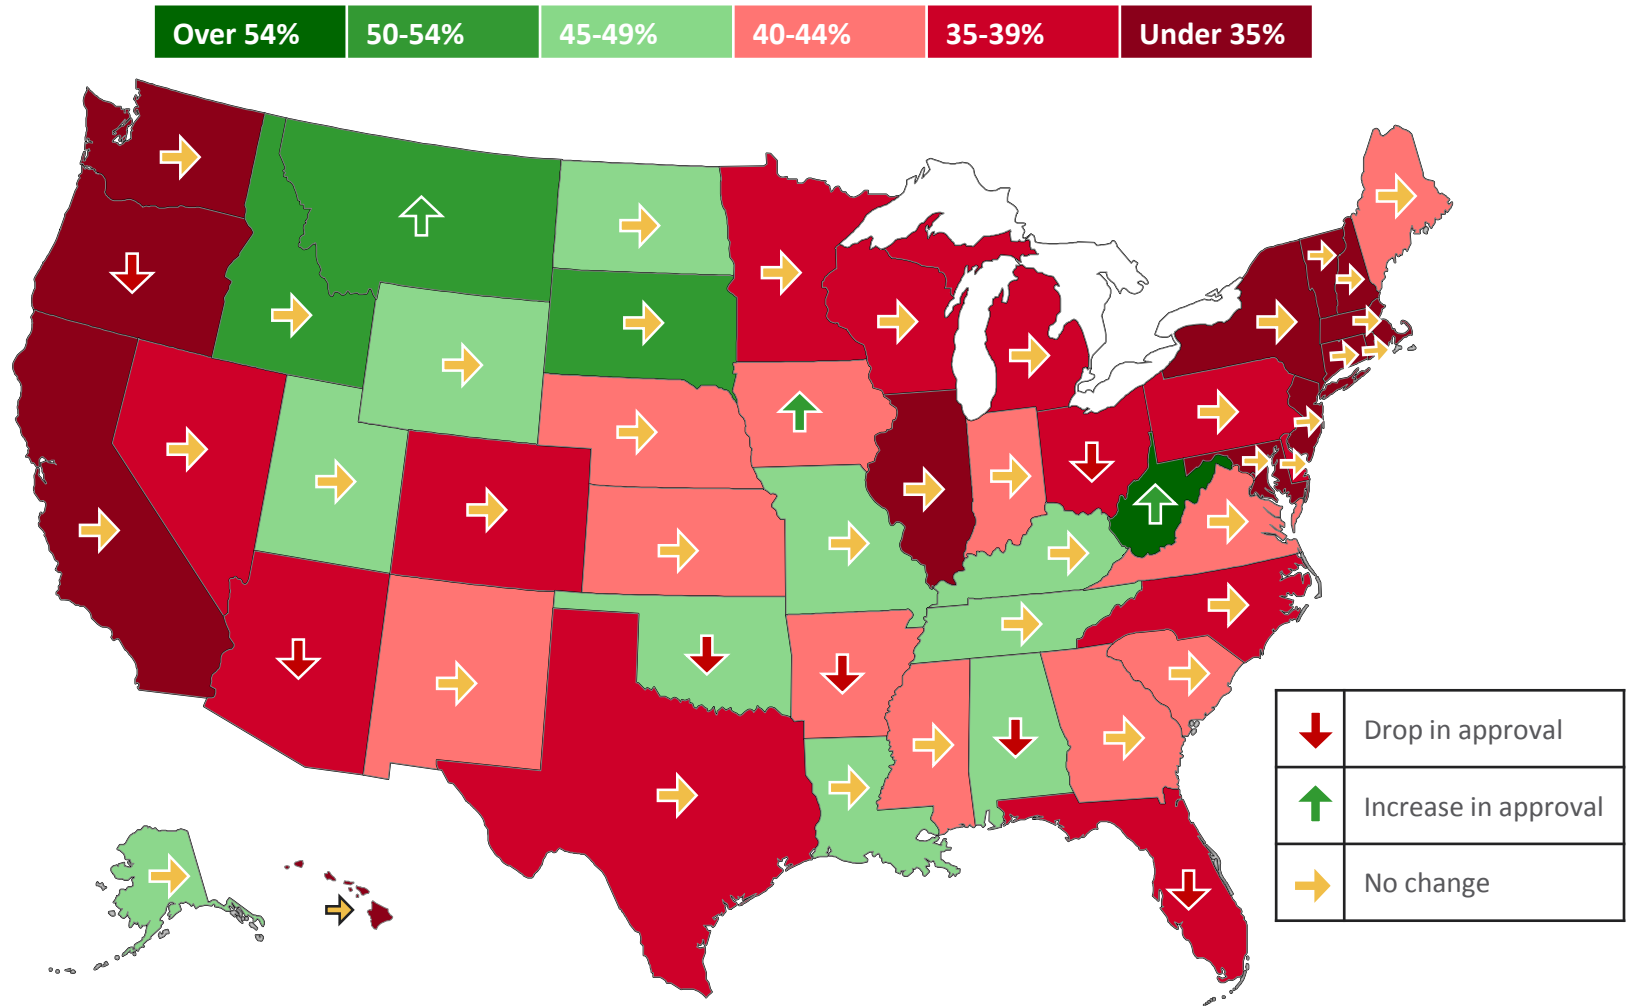 Over 54% 50-54% 45-49% 40-44% 35-39% Under 35%
Drop in approval
Increase in approval
No change